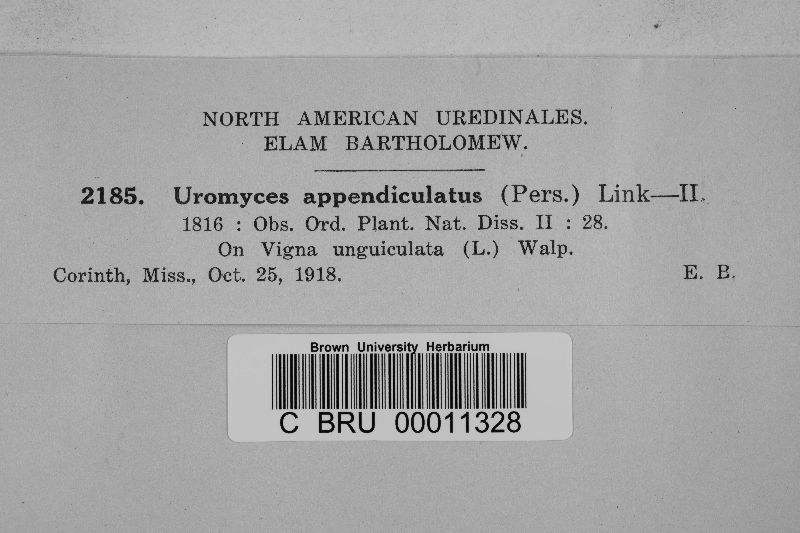 NORTH AMERICAN UREDINALES.
ELAM BARTHOLOMEW.
2185. Uromyces appendiculatus (Pers.) Link—II.
1816 : Obs. Ord. Plant. Nat. Diss. II : 28.
On Vigna unguiculata (L.) Walp.
Corinth, Miss., Oct. 25, 1918. E. B.
Brown University Herbarium
C BRU 00011328